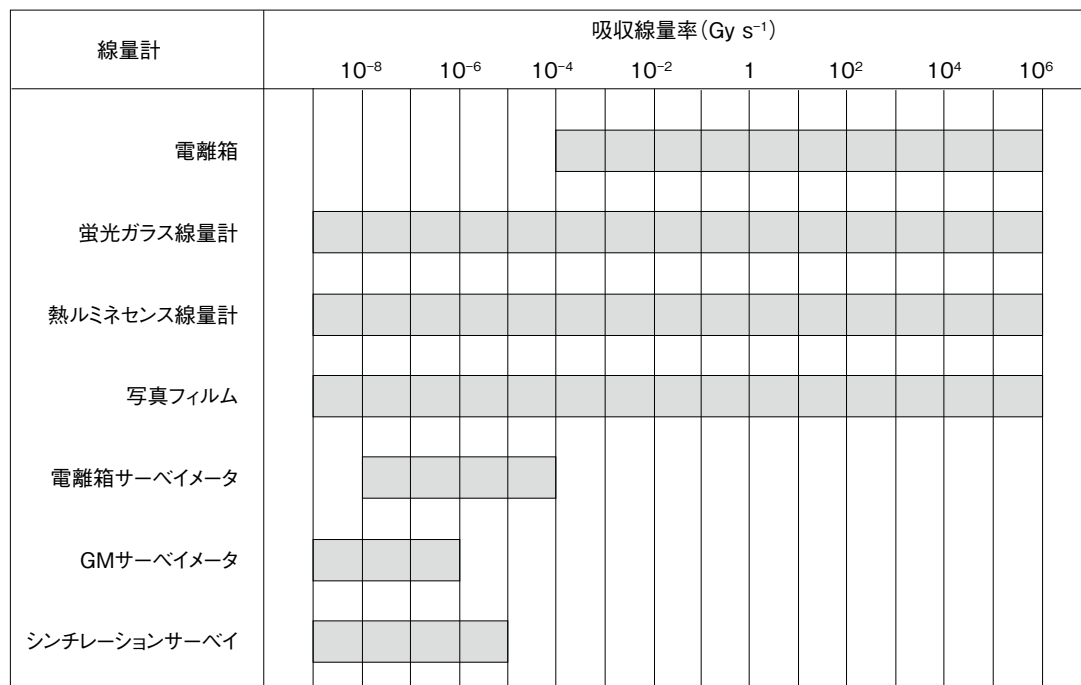 線量計
吸収線量率(Gy s⁻¹)
10⁻⁸ 10⁻⁶ 10⁻⁴ 10⁻² 1 10² 10⁴ 10⁶
電離箱
蛍光ガラス線量計
熱ルミネセンス線量計
写真フィルム
電離箱サーベイメータ
GMサーベイメータ
シンチレーションサーベイ